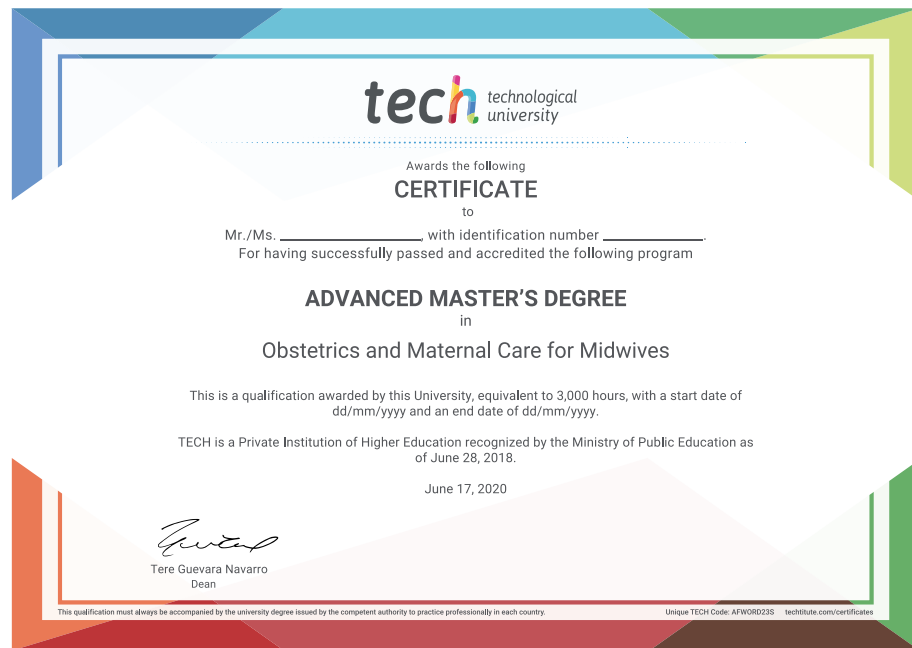 tech technological university
Awards the following
CERTIFICATE
to
Mr./Ms. ____________, with identification number _________.
For having successfully passed and accredited the following program
ADVANCED MASTER'S DEGREE
in
Obstetrics and Maternal Care for Midwives
This is a qualification awarded by this University, equivalent to 3,000 hours, with a start date of
dd/mm/yyyy and an end date of dd/mm/yyyy.
TECH is a Private Institution of Higher Education recognized by the Ministry of Public Education as
of June 28, 2018.
June 17, 2020
Tere Guevara Navarro
Dean
This qualification must always be accompanied by the university degree issued by the competent authority to practice professionally in each country.
Unique TECH Code: AFWORD23S techtitute.com/certificates